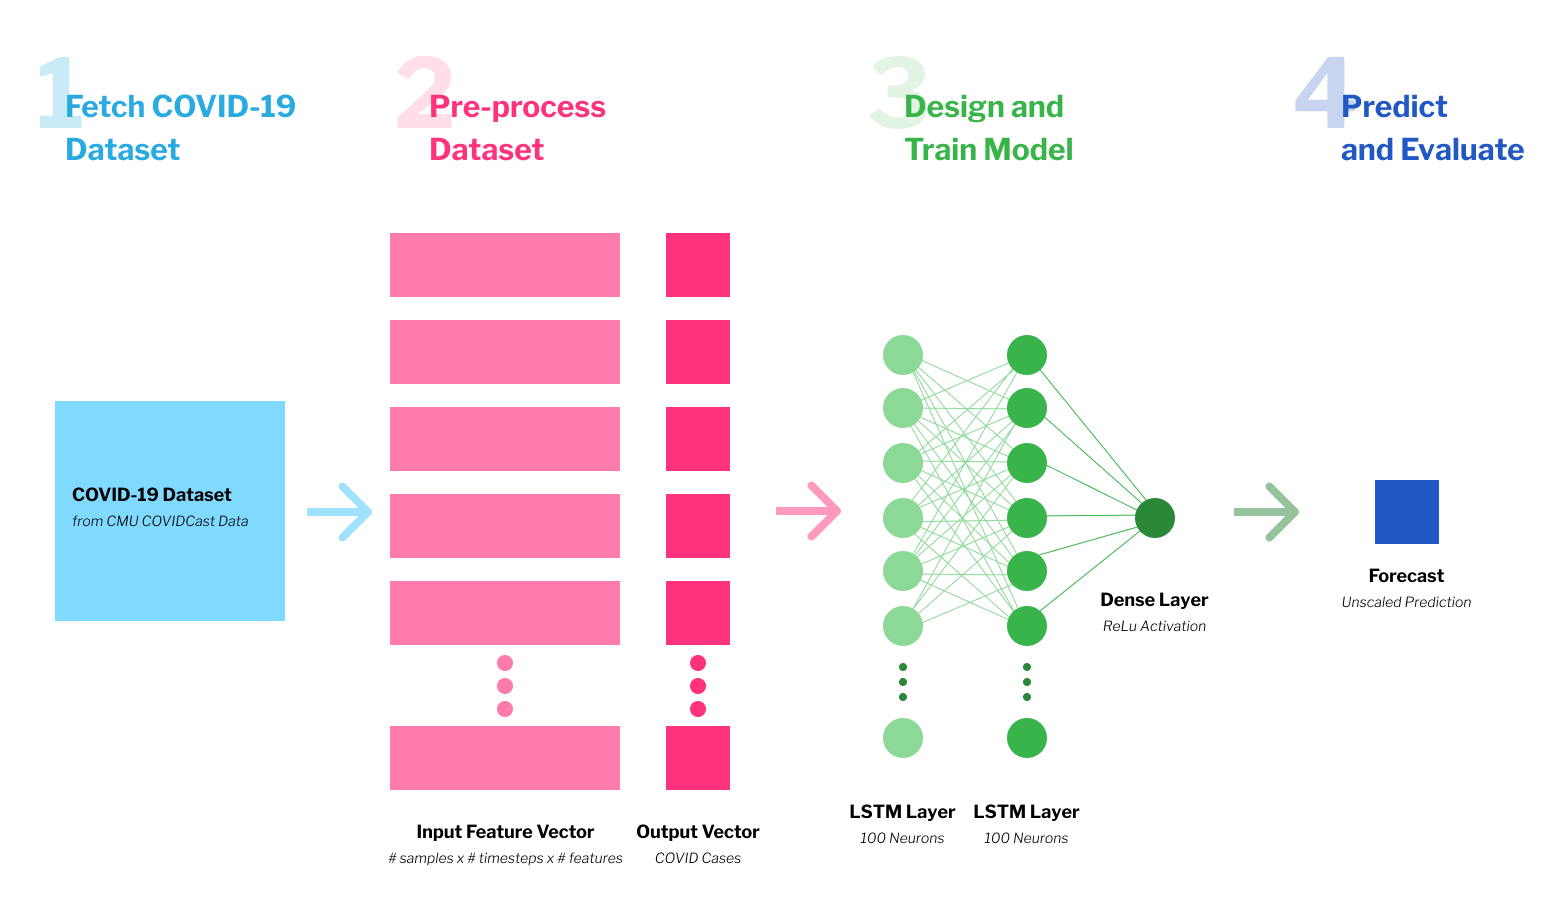 1
Fetch COVID-19
Dataset
2
Pre-process
Dataset
3
Design and
Train Model
4
Predict
and Evaluate
COVID-19 Dataset
from CMU COVIDCast Data
Input Feature Vector
# samples x # timesteps x # features
Output Vector
COVID Cases
LSTM Layer
100 Neurons
LSTM Layer
100 Neurons
Dense Layer
ReLu Activation
Forecast
Unscaled Prediction